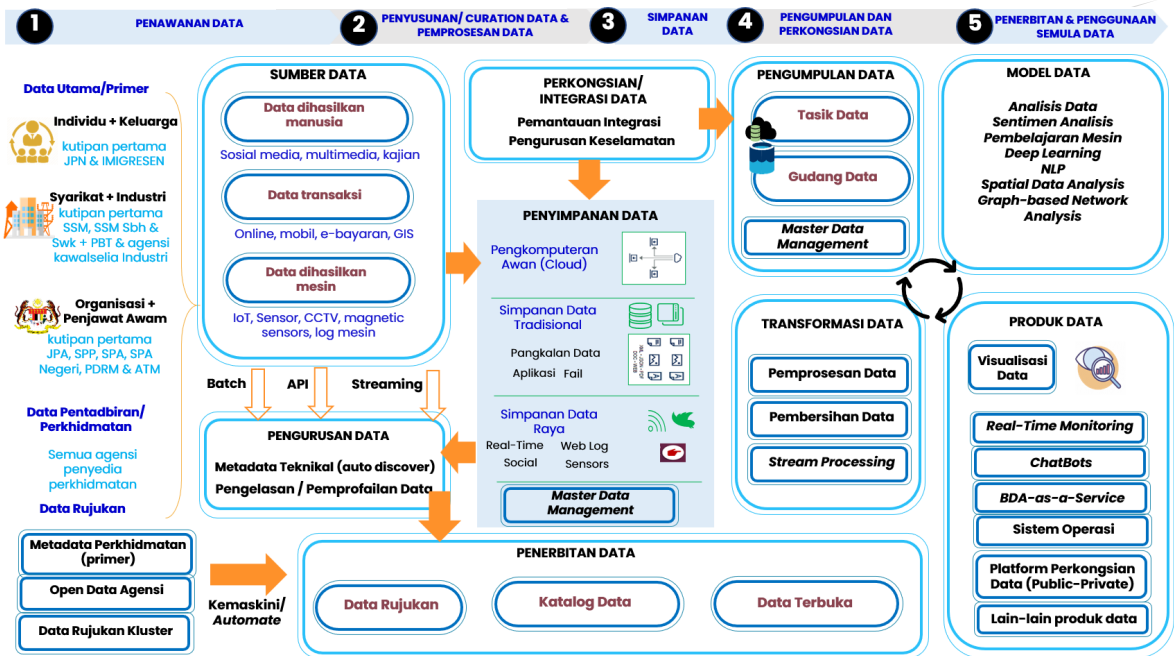 1
PENAWANAN DATA
2
PENYUSUNAN/ CURATION DATA &
PEMPROSESAN DATA
3
SIMPANAN
DATA
4
PENGUMPULAN DAN
PERKONGSIAN DATA
5
PENERBITAN & PENGGUNAAN
SEMULA DATA
Data Utama/Primer
Individu + Keluarga
kutipan pertama
JPN & IMIGRESEN
Syarikat + Industri
kutipan pertama
SSM, SSM Sbh &
Swk + PBT & agensi
kawalselia Industri
Organisasi +
Penjawat Awam
kutipan pertama
JPA, SPP, SPA, SPA
Negeri, PDRM & ATM
Data Pentadbiran/
Perkhidmatan
Semua agensi
penyedia
perkhidmatan
Data Rujukan
Metadata Perkhidmatan
(primer)
Open Data Agensi
Data Rujukan Kluster
Kemaskini/
Automate
SUMBER DATA
Data dihasilkan
manusia
Sosial media, multimedia, kajian
Data transaksi
Online, mobil, e-bayaran, GIS
Data dihasilkan
mesin
IoT, Sensor, CCTV, magnetic
sensors, log mesin
Batch
API
Streaming
PENGURUSAN DATA
Metadata Teknikal (auto discover)
Pengelasan / Pemprofailan Data
PERKONGSIAN/
INTEGRASI DATA
Pemantauan Integrasi
Pengurusan Keselamatan
PENYIMPANAN DATA
Pengkomputeran
Awan (Cloud)
Simpanan Data
Tradisional
Pangkalan Data
Aplikasi Fail
Simpanan Data
Raya
Real-Time Web Log
Social Sensors
Master Data
Management
PENERBITAN DATA
Data Rujukan
Katalog Data
Data Terbuka
PENGUMPULAN DATA
Tasik Data
Gudang Data
Master Data
Management
TRANSFORMASI DATA
Pemprosesan Data
Pembersihan Data
Stream Processing
MODEL DATA
Analisis Data
Sentimen Analisis
Pembelajaran Mesin
Deep Learning
NLP
Spatial Data Analysis
Graph-based Network
Analysis
PRODUK DATA
Visualisasi
Data
Real-Time Monitoring
ChatBots
BDA-as-a-Service
Sistem Operasi
Platform Perkongsian
Data (Public-Private)
Lain-lain produk data